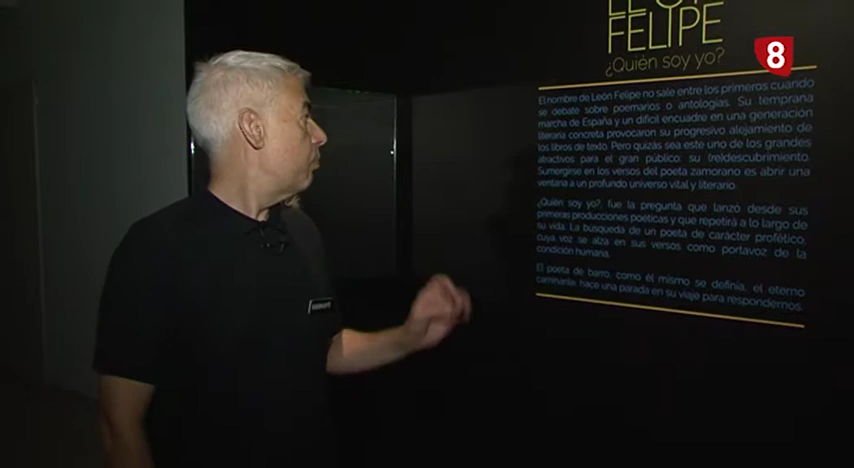 LEÓN
FELIPE
¿Quién soy yo?
8
El nombre de León Felipe no sale entre los primeros cuando
se debate sobre poemarios o antologías. Su temprana
marcha de España y un difícil encuadre en una generación
literaria concreta provocaron su progresivo alejamiento de
los libros de texto. Pero quizás sea este uno de los grandes
atractivos para el gran público: su (re)descubrimiento.
Sumergirse en los versos del poeta zamorano es abrir una
ventana a un profundo universo vital y literario.
¿Quién soy yo?, fue la pregunta que lanzó desde sus
primeras producciones poéticas y que repetirá a lo largo de
su vida. La búsqueda de un poeta de carácter profético,
cuya voz se alza en sus versos como portavoz de la
condición humana.
El poeta de barro, como él mismo se definía, el eterno
caminante, hace una parada en su viaje para respondernos.